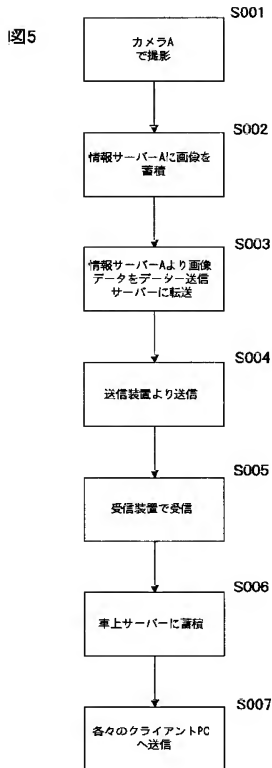 図5
S001
カメラA
で撮影
S002
情報サーバーAに画像を
蓄積
S003
情報サーバーAより画像
データをデーター送信
サーバーに転送
S004
送信装置より送信
S005
受信装置で受信
S006
車上サーバーに蓄積
S007
各々のクライアントPC
へ送信